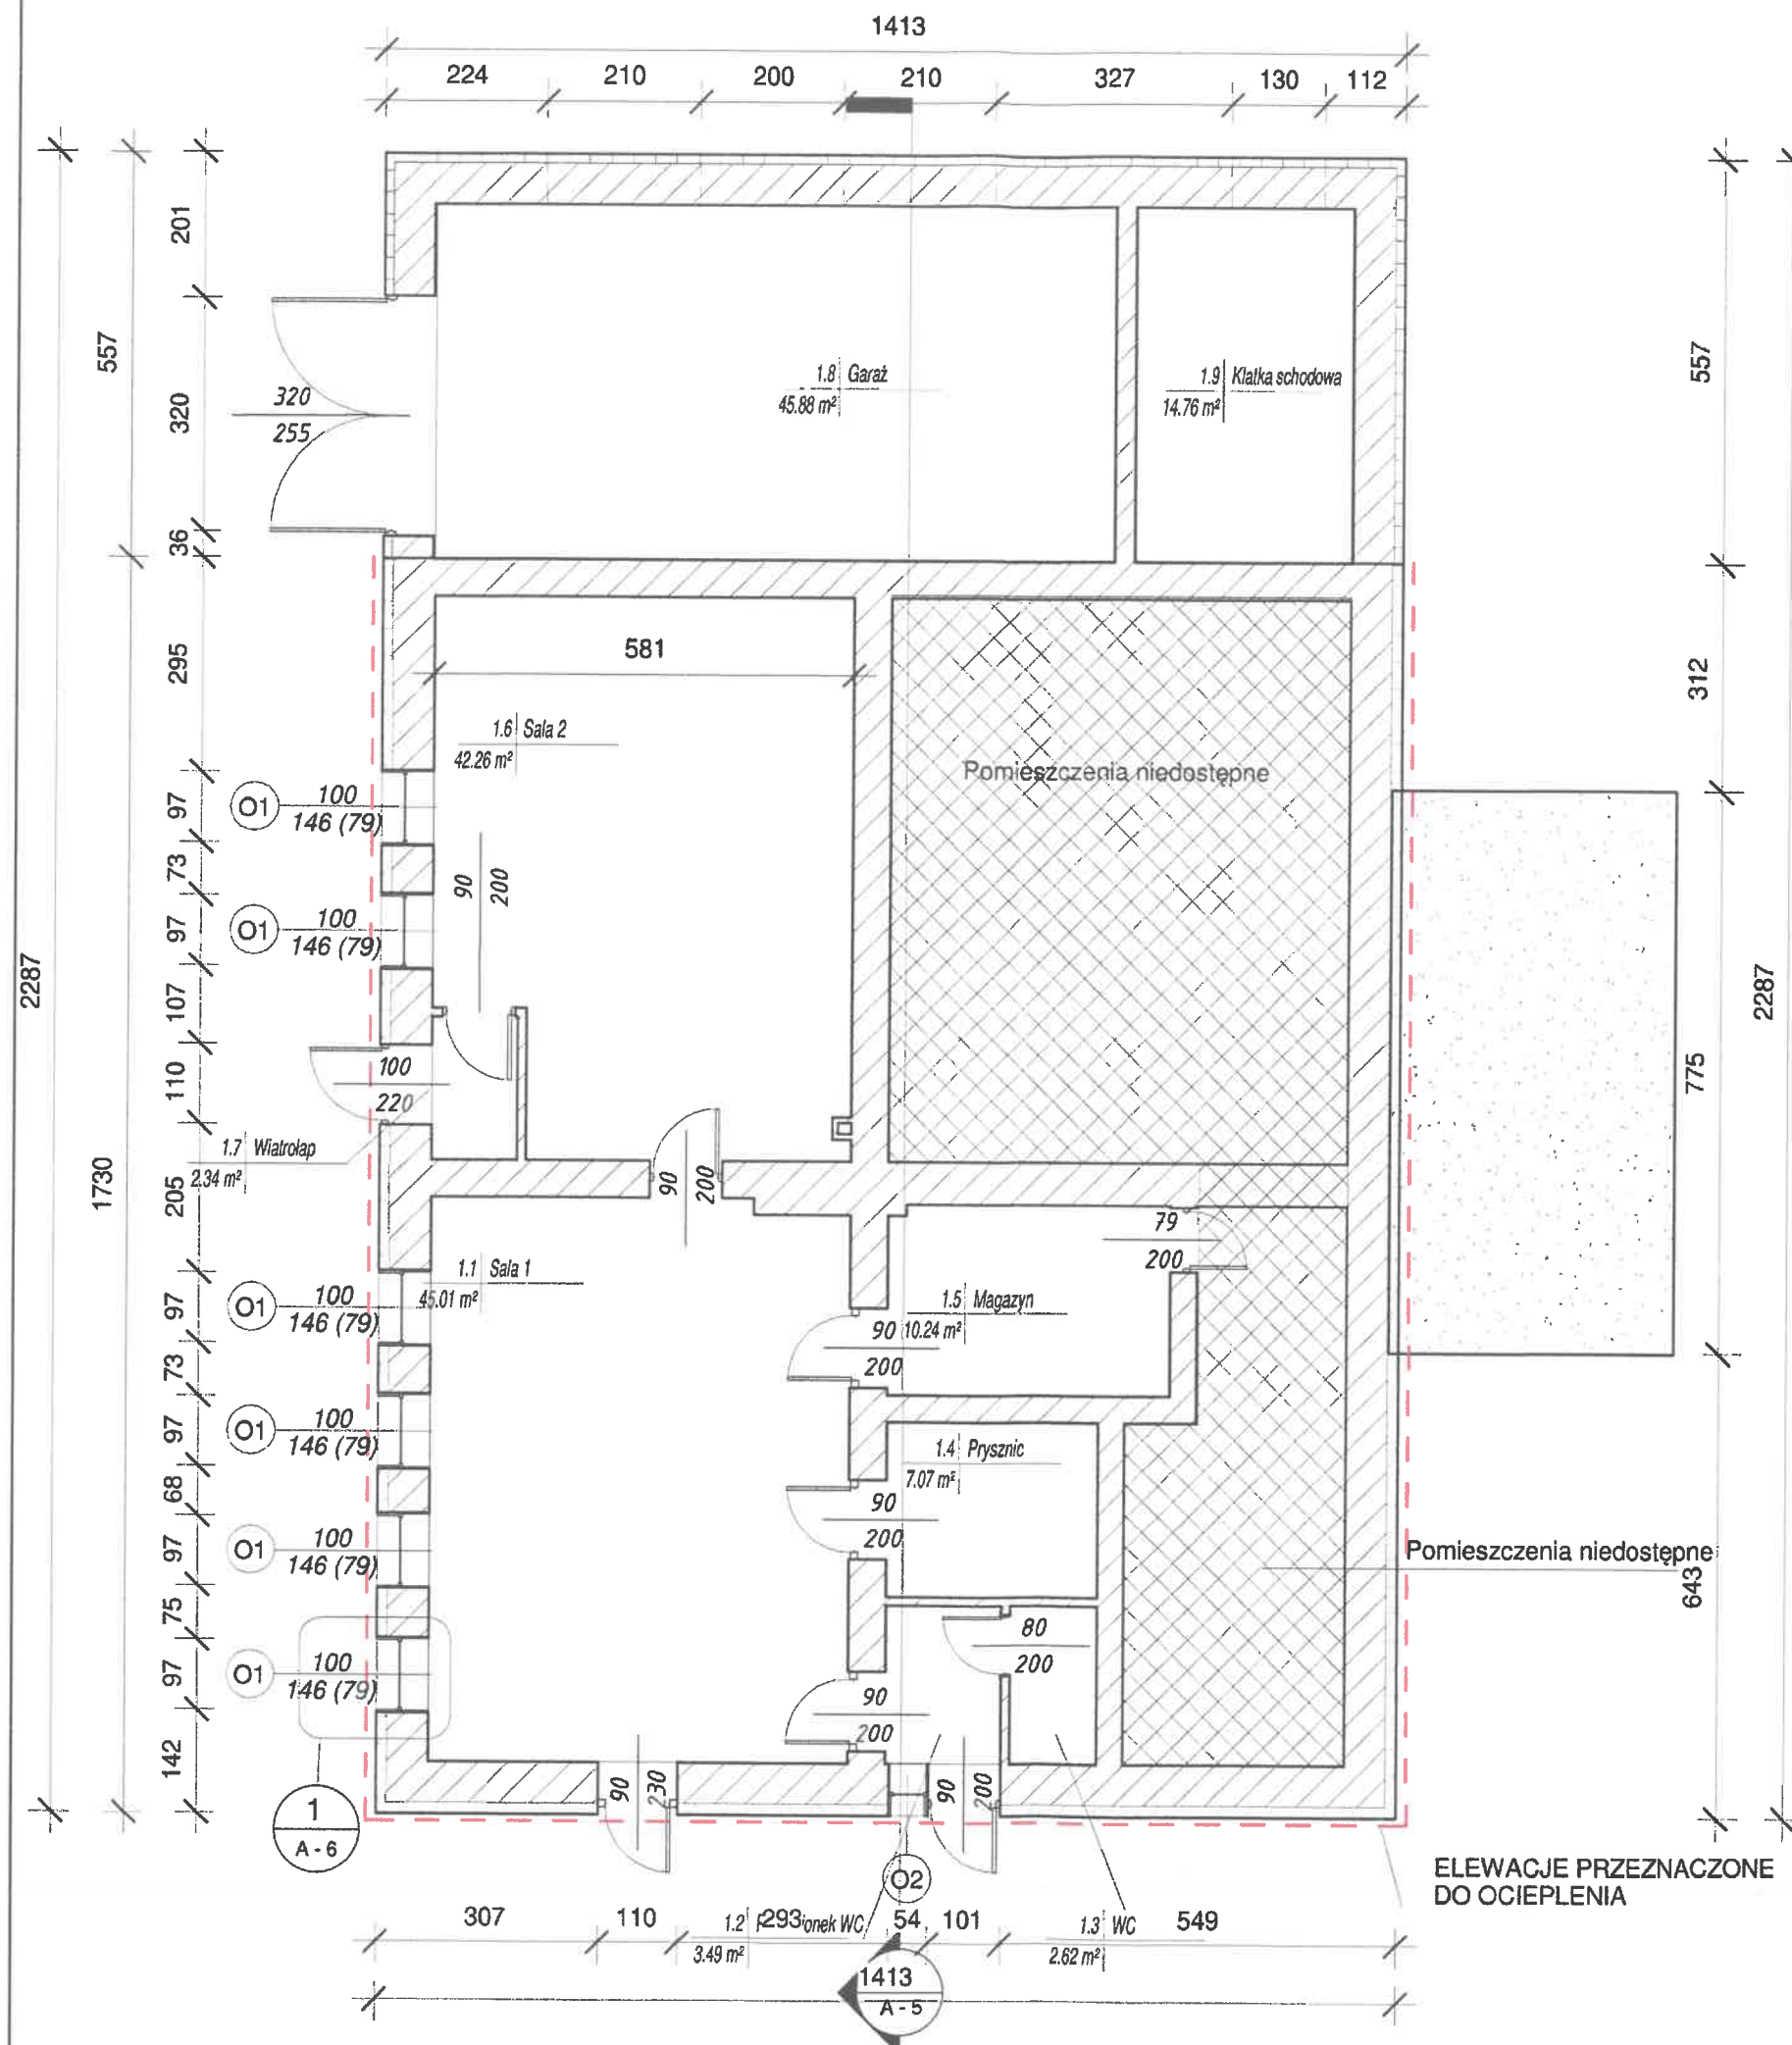 1413
224 210 200 210 327 130 112
201
557
320
36
320
255
1.8 Garaż
45.88 m²
1.9 Klatka schodowa
14.76 m²
557
295
581
312
1.6 Sala 2
42.26 m²
Pomieszczenia niedostępne
97
O1 100
146 (79)
73
90
200
97
O1 100
146 (79)
2287
107
2287
110
100
220
775
1.7 Wiatrołap
2.34 m²
1730
205
90
200
79
200
1.1 Sala 1
45.01 m²
1.5 Magazyn
10.24 m²
97
O1 100
146 (79)
90
200
73
97
O1 100
146 (79)
1.4 Prysznic
7.07 m²
68
90
200
97
O1 100
146 (79)
Pomieszczenia niedostępne
643
75
80
200
97
O1 100
146 (79)
90
200
142
90
230
90
200
1
A - 6
O2
ELEWACJE PRZEZNACZONE
DO OCIEPLENIA
307 110 293 54 101 549
1.2 onek WC
3.49 m²
1.3 WC
2.62 m²
1413
A - 5